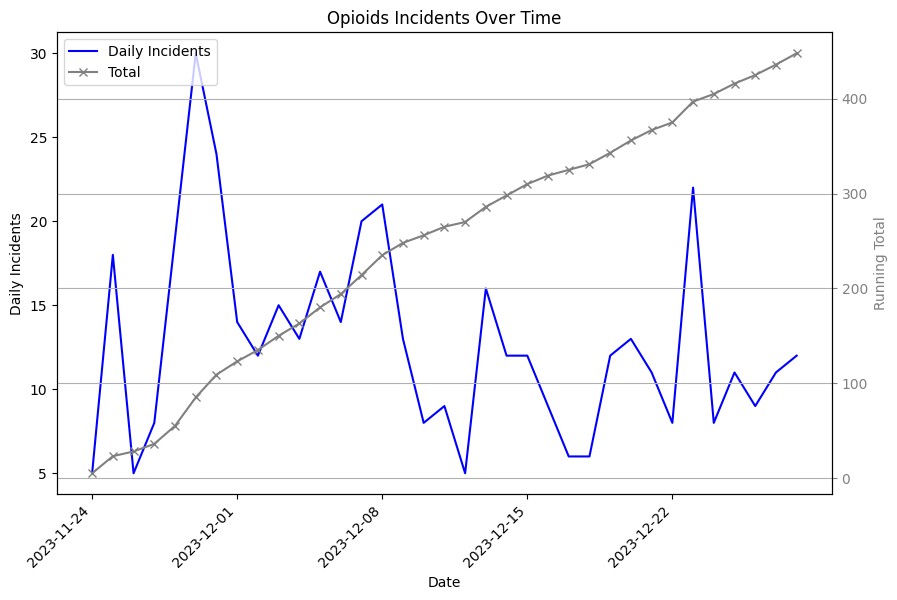 Opioids Incidents Over Time
Daily Incidents
Total
30
25
20
15
10
5
Daily Incidents
400
300
200
100
0
Running Total
2023-11-24
2023-12-01
2023-12-08
2023-12-15
2023-12-22
Date